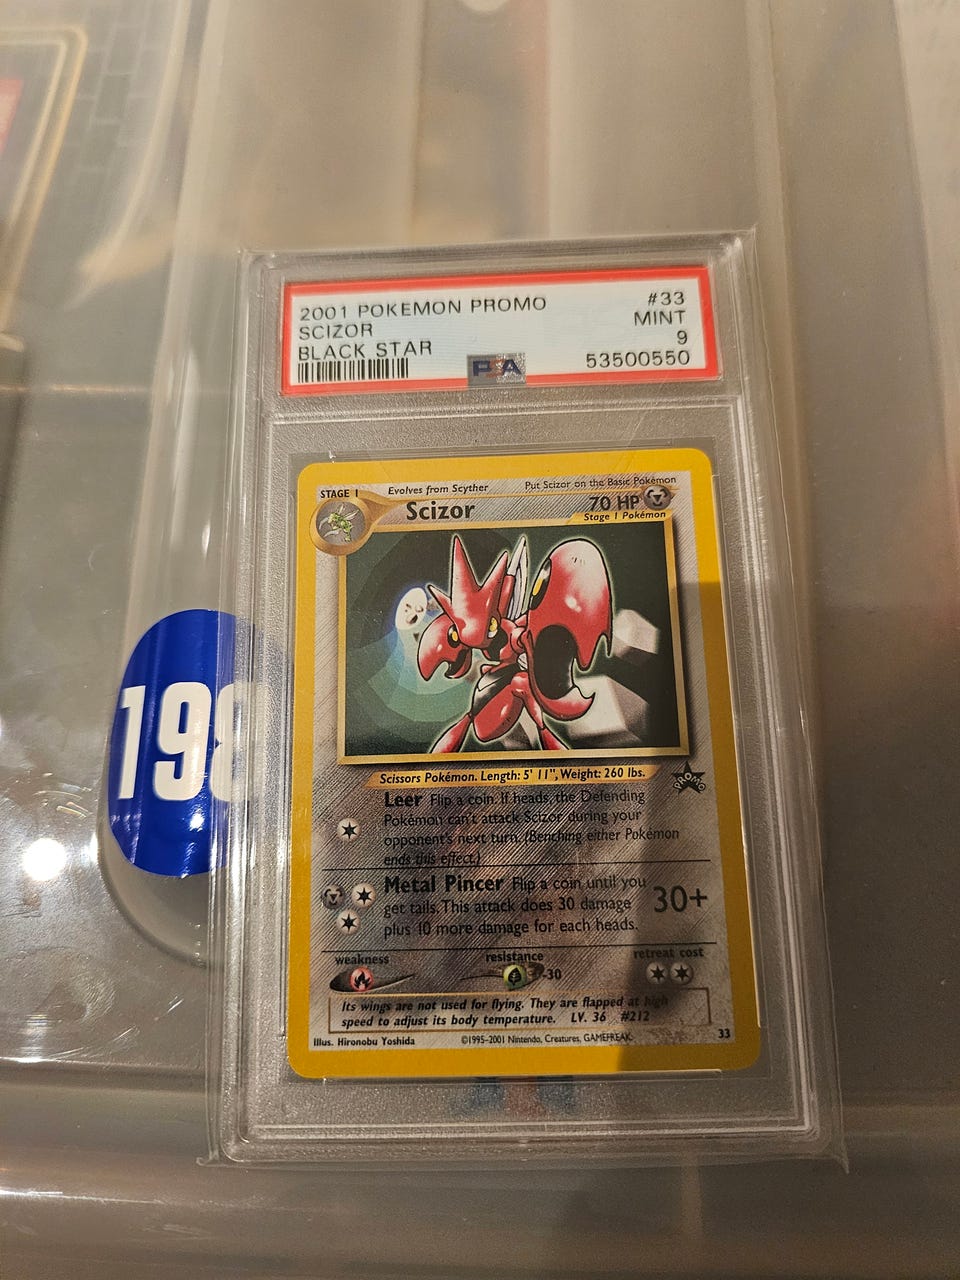 2001 POKEMON PROMO #33
SCIZOR MINT
BLACK STAR 9
PSA 53500550
STAGE 1 Evolves from Scyther Put Scizor on the Basic Pokémon
Scizor 70 HP
Stage 1 Pokémon
198
Scissors Pokémon. Length: 5' 11", Weight: 260 lbs.
PROMO
Leer Flip a coin. If heads, the Defending
Pokémon can't attack Scizor during your
opponent's next turn. (Benching either Pokémon
ends this effect.)
Metal Pincer Flip a coin until you
get tails. This attack does 30 damage 30+
plus 10 more damage for each heads.
weakness resistance retreat cost
-30
Its wings are not used for flying. They are flapped at high
speed to adjust its body temperature. LV. 36 #212
Illus. Hironobu Yoshida ©1995-2001 Nintendo, Creatures, GAMEFREAK. 33